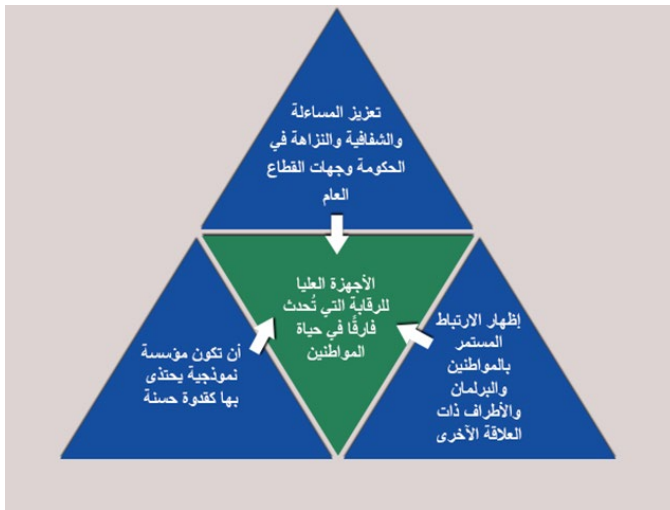 تعزيز المساءلة
والشفافية والنزاهة في
الحكومة وجهات القطاع
العام
الأجهزة العليا
للرقابة التي تُحدث
فارقًا في حياة
المواطنين
إظهار الارتباط
المستمر
بالمواطنين
والبرلمان
والأطراف ذات
العلاقة الآخرى
أن تكون مؤسسة
نموذجية يحتذى
بها كقدوة حسنة